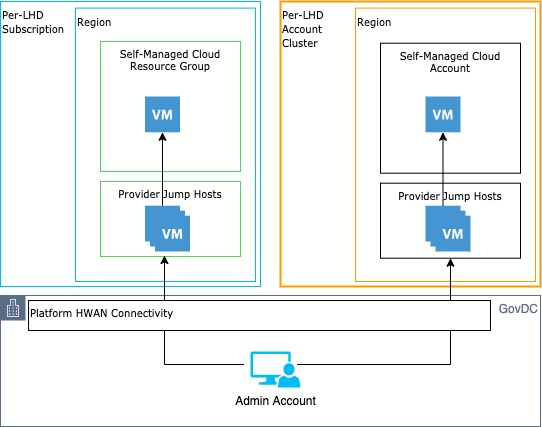 Per-LHD
Subscription
Region
Self-Managed Cloud
Resource Group
VM
Provider Jump Hosts
VM
Per-LHD
Account
Cluster
Region
Self-Managed Cloud
Account
VM
Provider Jump Hosts
VM
Platform HWAN Connectivity
GovDC
Admin Account